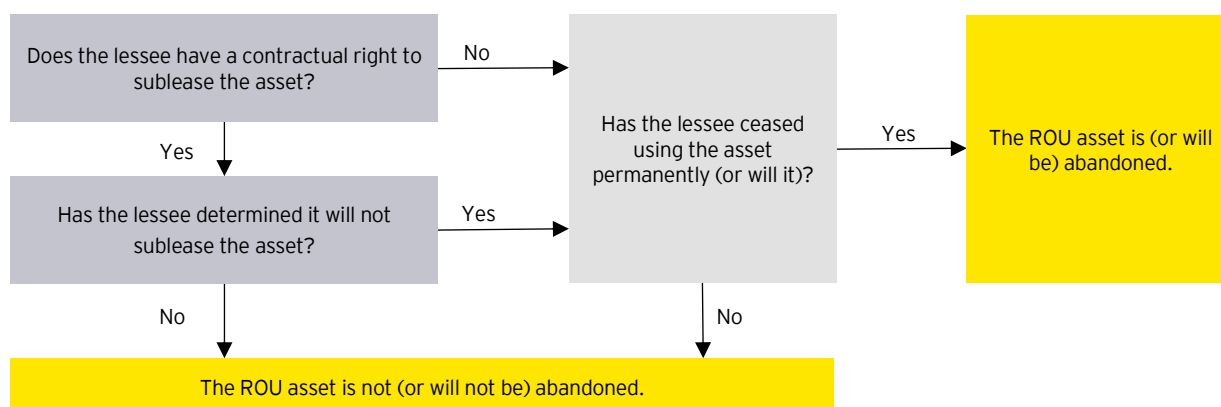 Does the lessee have a contractual right to
sublease the asset?
No
Yes
Has the lessee determined it will not
sublease the asset?
Yes
No
Has the lessee ceased
using the asset
permanently (or will it)?
Yes
No
The ROU asset is (or will
be) abandoned.
The ROU asset is not (or will not be) abandoned.